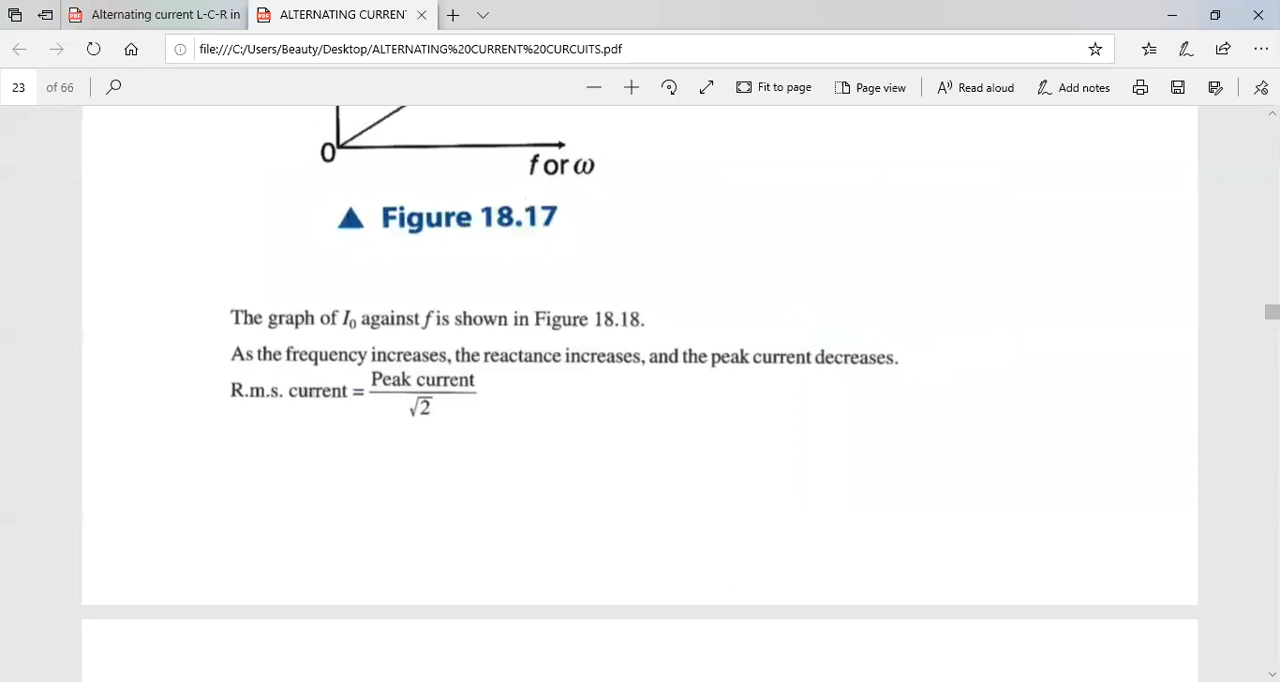 Alternating current L-C-R in
ALTERNATING CURREN
file:///C:/Users/Beauty/Desktop/ALTERNATING%20CURRENT%20CURCUITS.pdf
23 of 66
Fit to page
Page view
Read aloud
Add notes
0
f or ω
▲ Figure 18.17
The graph of I₀ against f is shown in Figure 18.18.
As the frequency increases, the reactance increases, and the peak current decreases.
R.m.s. current = Peak current / √2